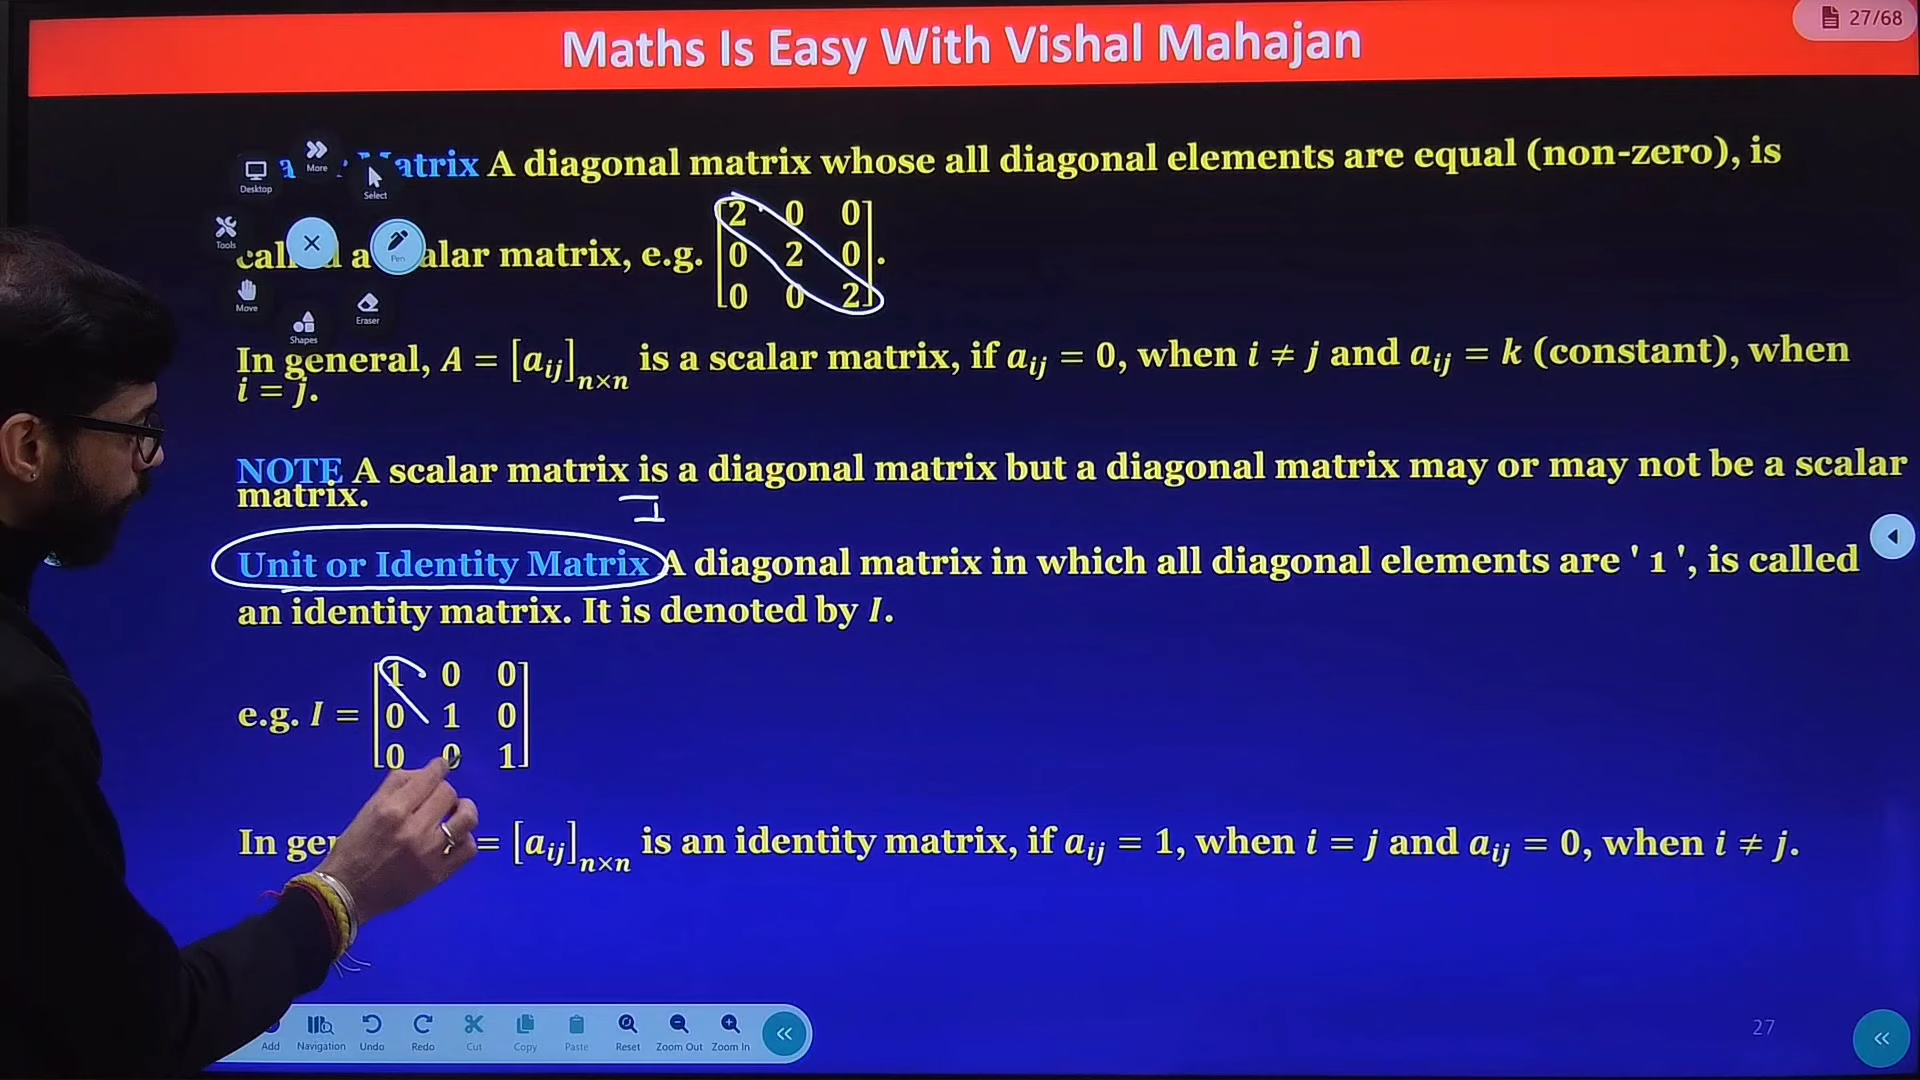 27/68
Maths Is Easy With Vishal Mahajan
Matrix A diagonal matrix whose all diagonal elements are equal (non-zero), is
called a scalar matrix, e.g. [2 0 0
0 2 0
0 0 2].
In general, A = [aij]n×n is a scalar matrix, if aij = 0, when i ≠ j and aij = k (constant), when
i = j.
NOTE A scalar matrix is a diagonal matrix but a diagonal matrix may or may not be a scalar
matrix.
I
Unit or Identity Matrix A diagonal matrix in which all diagonal elements are ' 1 ', is called
an identity matrix. It is denoted by I.
e.g. I = [1 0 0
0 1 0
0 0 1]
In = [aij]n×n is an identity matrix, if aij = 1, when i = j and aij = 0, when i ≠ j.
Desktop
More
Select
Tools
Pen
Move
Shapes
Eraser
Add Navigation Undo Redo Cut Copy Paste Reset Zoom Out Zoom In
27